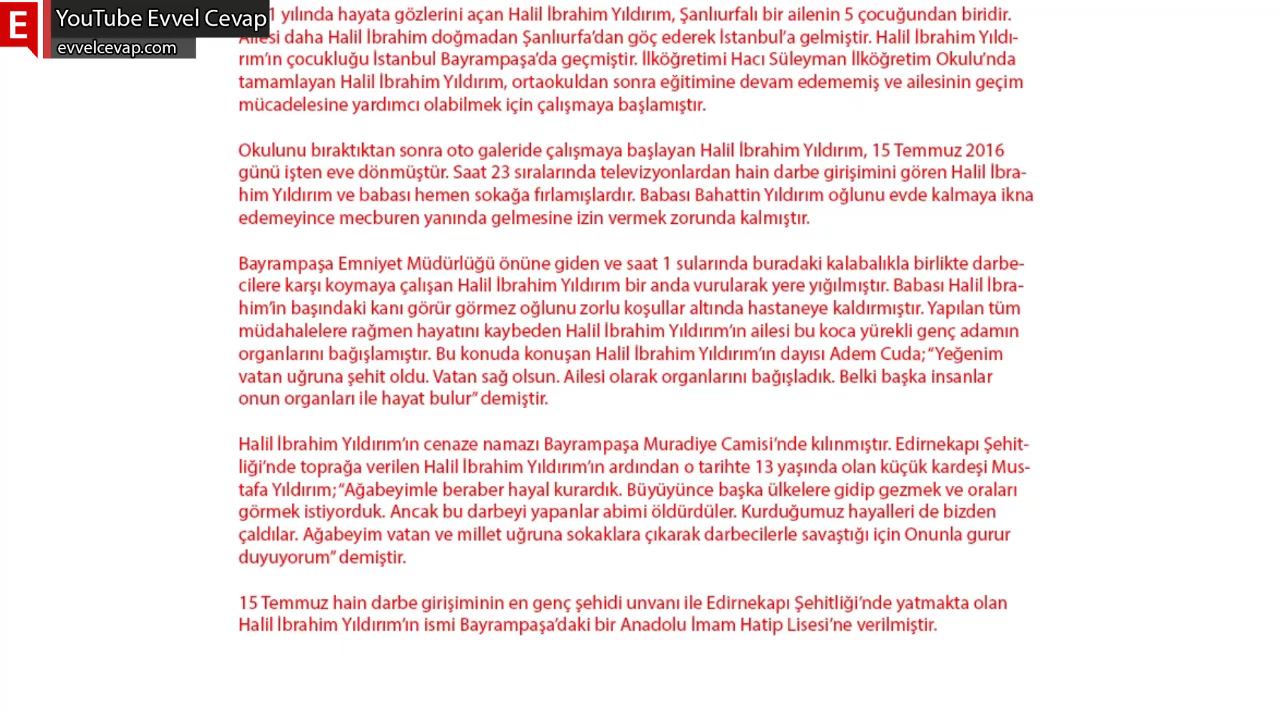 YouTube Evvel Cevap
evvelcevap.com
E
1 yılında hayata gözlerini açan Halil İbrahim Yıldırım, Şanlıurfalı bir ailenin 5 çocuğundan biridir.
Ailesi daha Halil İbrahim doğmadan Şanlıurfa’dan göç ederek İstanbul’a gelmiştir. Halil İbrahim Yıldı-
rım’ın çocukluğu İstanbul Bayrampaşa’da geçmiştir. İlköğretimi Hacı Süleyman İlköğretim Okulu’nda
tamamlayan Halil İbrahim Yıldırım, ortaokuldan sonra eğitimine devam edememiş ve ailesinin geçim
mücadelesine yardımcı olabilmek için çalışmaya başlamıştır.
Okulunu bıraktıktan sonra oto galeride çalışmaya başlayan Halil İbrahim Yıldırım, 15 Temmuz 2016
günü işten eve dönmüştür. Saat 23 sıralarında televizyonlardan hain darbe girişimini gören Halil İbra-
him Yıldırım ve babası hemen sokağa fırlamışlardır. Babası Bahattin Yıldırım oğlunu evde kalmaya ikna
edemeyince mecburen yanında gelmesine izin vermek zorunda kalmıştır.
Bayrampaşa Emniyet Müdürlüğü önüne giden ve saat 1 sularında buradaki kalabalıkla birlikte darbe-
cilere karşı koymaya çalışan Halil İbrahim Yıldırım bir anda vurularak yere yığılmıştır. Babası Halil İbra-
him’in başındaki kanı görür görmez oğlunu zorlu koşullar altında hastaneye kaldırmıştır. Yapılan tüm
müdahalelere rağmen hayatını kaybeden Halil İbrahim Yıldırım’ın ailesi bu koca yürekli genç adamın
organlarını bağışlamıştır. Bu konuda konuşan Halil İbrahim Yıldırım’ın dayısı Adem Cuda; “Yeğenim
vatan uğruna şehit oldu. Vatan sağ olsun. Ailesi olarak organlarını bağışladık. Belki başka insanlar
onun organları ile hayat bulur” demiştir.
Halil İbrahim Yıldırım’ın cenaze namazı Bayrampaşa Muradiye Camisi’nde kılınmıştır. Edirnekapı Şehit-
liği’nde toprağa verilen Halil İbrahim Yıldırım’ın ardından o tarihte 13 yaşında olan küçük kardeşi Mus-
tafa Yıldırım; “Ağabeyimle beraber hayal kurardık. Büyüyünce başka ülkelere gidip gezmek ve oraları
görmek istiyorduk. Ancak bu darbeyi yapanlar abimi öldürdüler. Kurduğumuz hayalleri de bizden
çaldılar. Ağabeyim vatan ve millet uğruna sokaklara çıkarak darbecilerle savaştığı için Onunla gurur
duyuyorum” demiştir.
15 Temmuz hain darbe girişiminin en genç şehidi unvanı ile Edirnekapı Şehitliği’nde yatmakta olan
Halil İbrahim Yıldırım’ın ismi Bayrampaşa’daki bir Anadolu İmam Hatip Lisesi’ne verilmiştir.